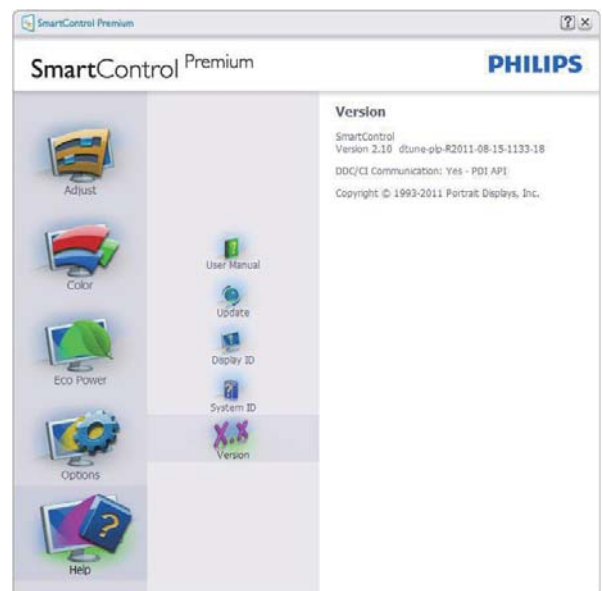 SmartControl Premium
SmartControl Premium
PHILIPS
Adjust
Color
Eco Power
Options
Help
User Manual
Update
Display ID
System ID
X.X
Version
Version
SmartControl
Version 2.10 dtune-plp-R2011-08-15-1133-18
DDC/CI Communication: Yes - PDI API
Copyright © 1993-2011 Portrait Displays, Inc.